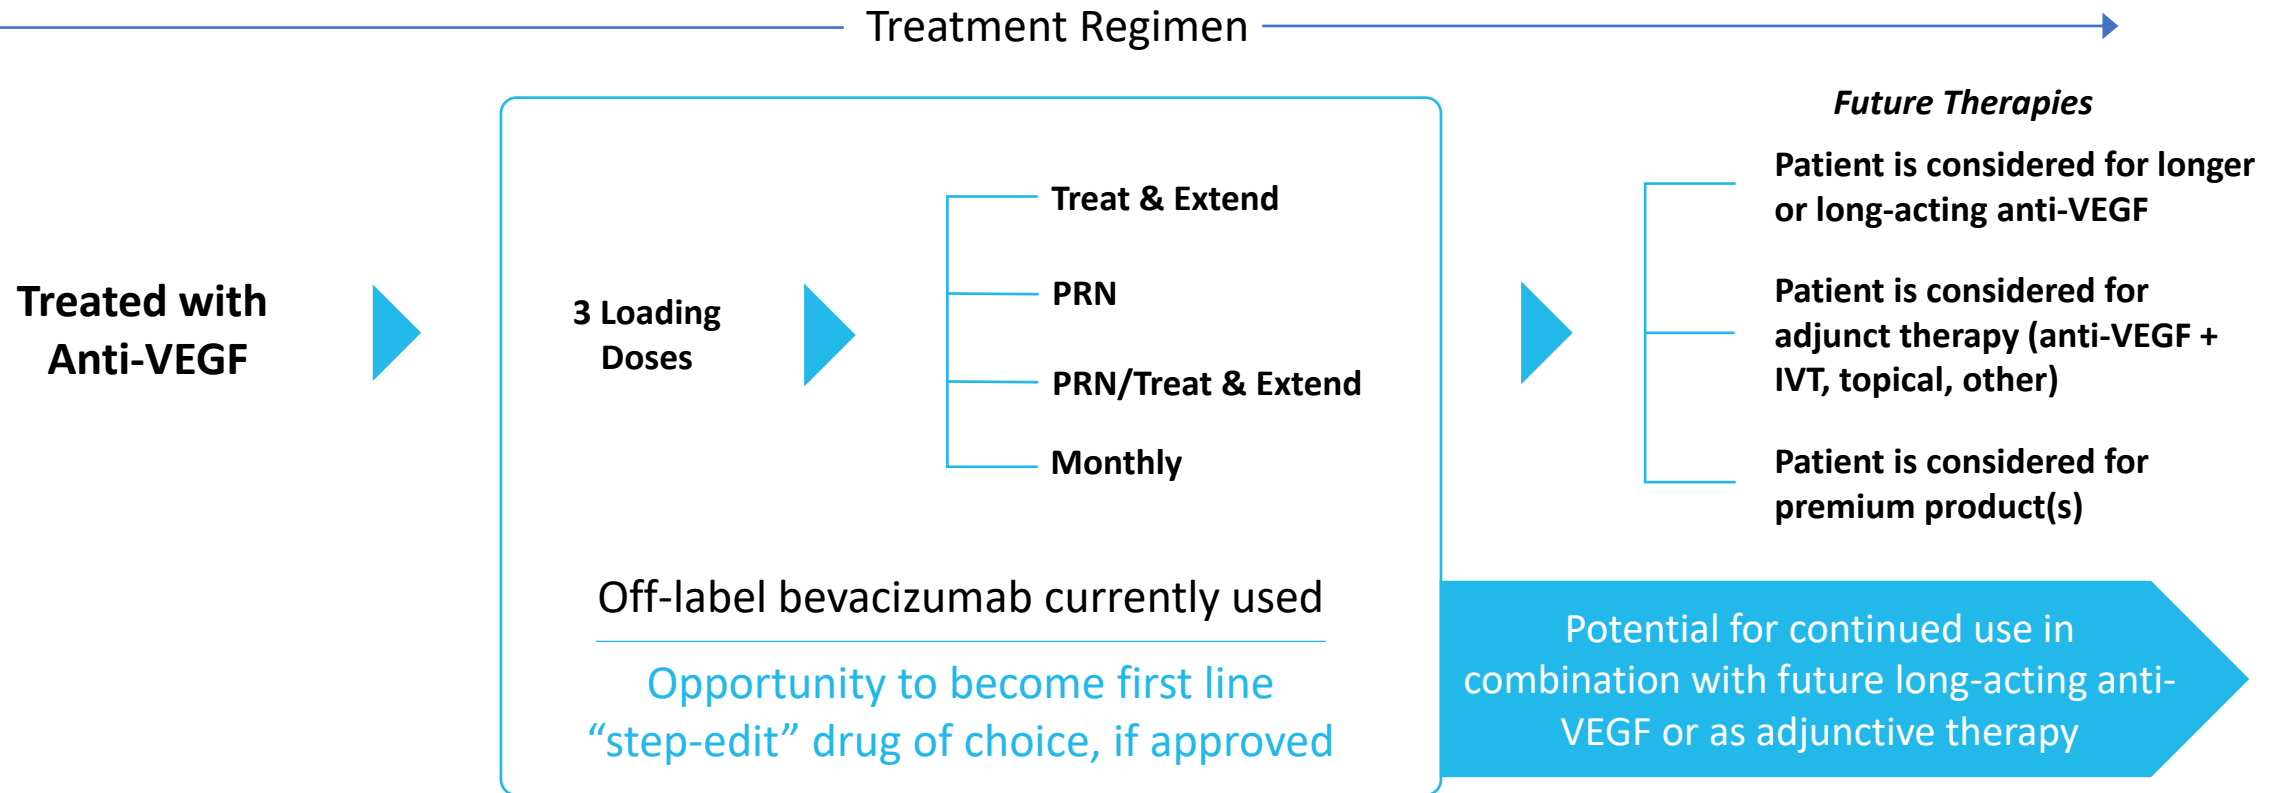 Treatment Regimen
Treated with
Anti-VEGF
3 Loading
Doses
Treat & Extend
PRN
PRN/Treat & Extend
Monthly
Off-label bevacizumab currently used
Opportunity to become first line
“step-edit” drug of choice, if approved
Future Therapies
Patient is considered for longer
or long-acting anti-VEGF
Patient is considered for
adjunct therapy (anti-VEGF +
IVT, topical, other)
Patient is considered for
premium product(s)
Potential for continued use in
combination with future long-acting anti-
VEGF or as adjunctive therapy